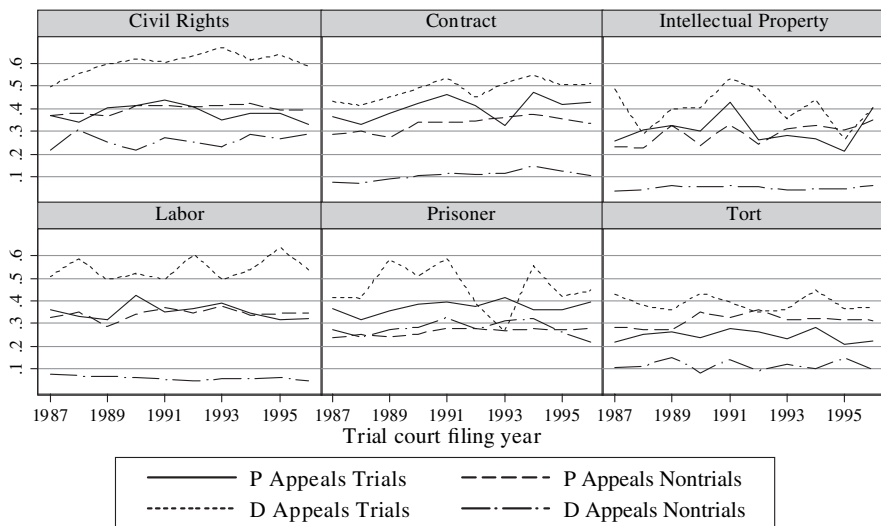 Civil Rights Contract Intellectual Property
.6
.5
.4
.3
.2
.1
Labor Prisoner Tort
.6
.5
.4
.3
.2
.1
1987 1989 1991 1993 1995 1987 1989 1991 1993 1995 1987 1989 1991 1993 1995
Trial court filing year
P Appeals Trials P Appeals Nontrials
D Appeals Trials D Appeals Nontrials